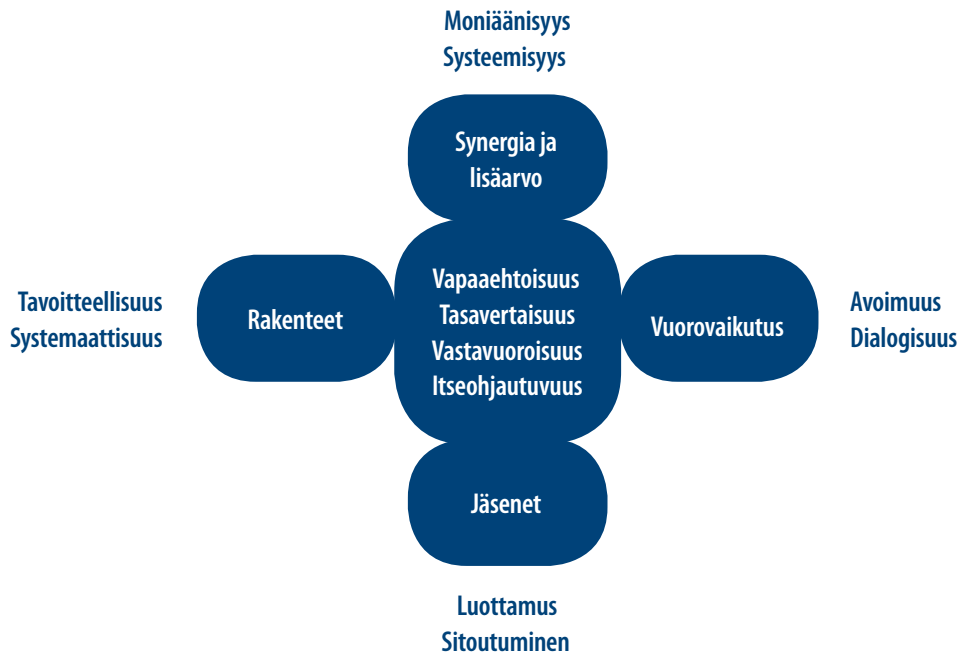 Moniäänisyys
Systeemisyys
Synergia ja
lisäarvo
Tavoitteellisuus
Systemaattisuus
Rakenteet
Vapaaehtoisuus
Tasavertaisuus
Vastavuoroisuus
Itseohjautuvuus
Vuorovaikutus
Avoimuus
Dialogisuus
Jäsenet
Luottamus
Sitoutuminen